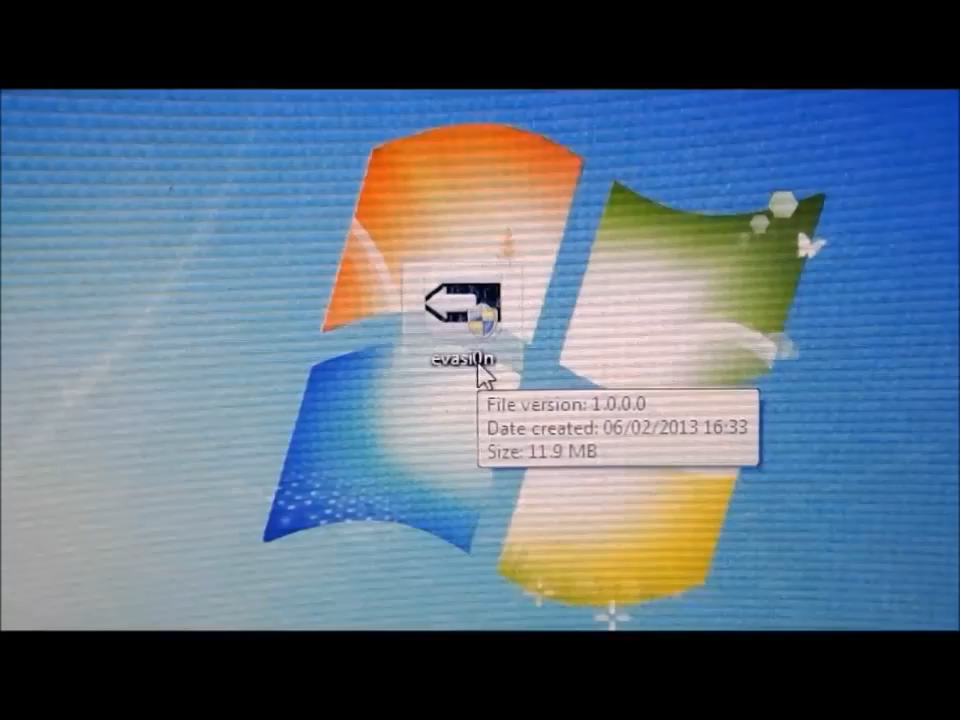 evasi0n
File version: 1.0.0.0
Date created: 06/02/2013 16:33
Size: 11.9 MB